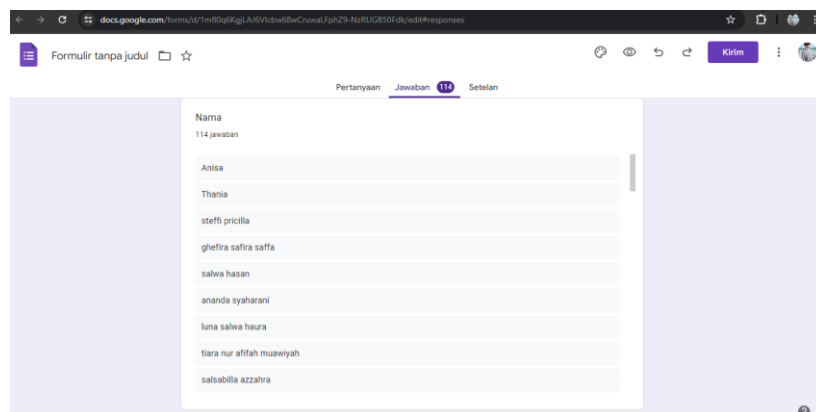 docs.google.com/forms/d/1m80q6KgjLAJ6Vlcbw68wCruwaLFphZ9-NzRUG850Fdk/edit#responses
Formulir tanpa judul
Kirim
Pertanyaan Jawaban 114 Setelan
Nama
114 jawaban
Anisa
Thania
steffi pricilla
ghefira safira saffa
salwa hasan
ananda syaharani
luna salwa haura
tiara nur afifah muawiyah
salsabilla azzahra